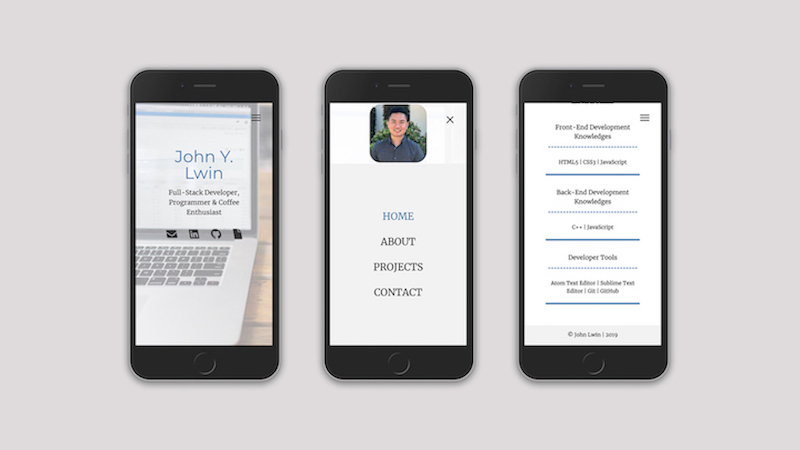 John Y.
Lwin
Full-Stack Developer,
Programmer & Coffee
Enthusiast
HOME
ABOUT
PROJECTS
CONTACT
Front-End Development
Knowledges
HTML5 | CSS3 | JavaScript
Back-End Development
Knowledges
C++ | JavaScript
Developer Tools
Atom Text Editor | Sublime Text
Editor | Git | GitHub
© John Lwin | 2019